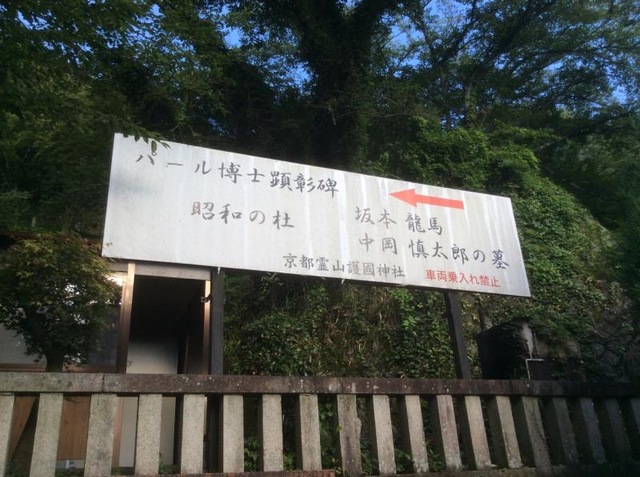 パール博士顕彰碑
昭和の杜
坂本 龍馬
中岡 慎太郎の墓
京都霊山護國神社
車両乗入れ禁止